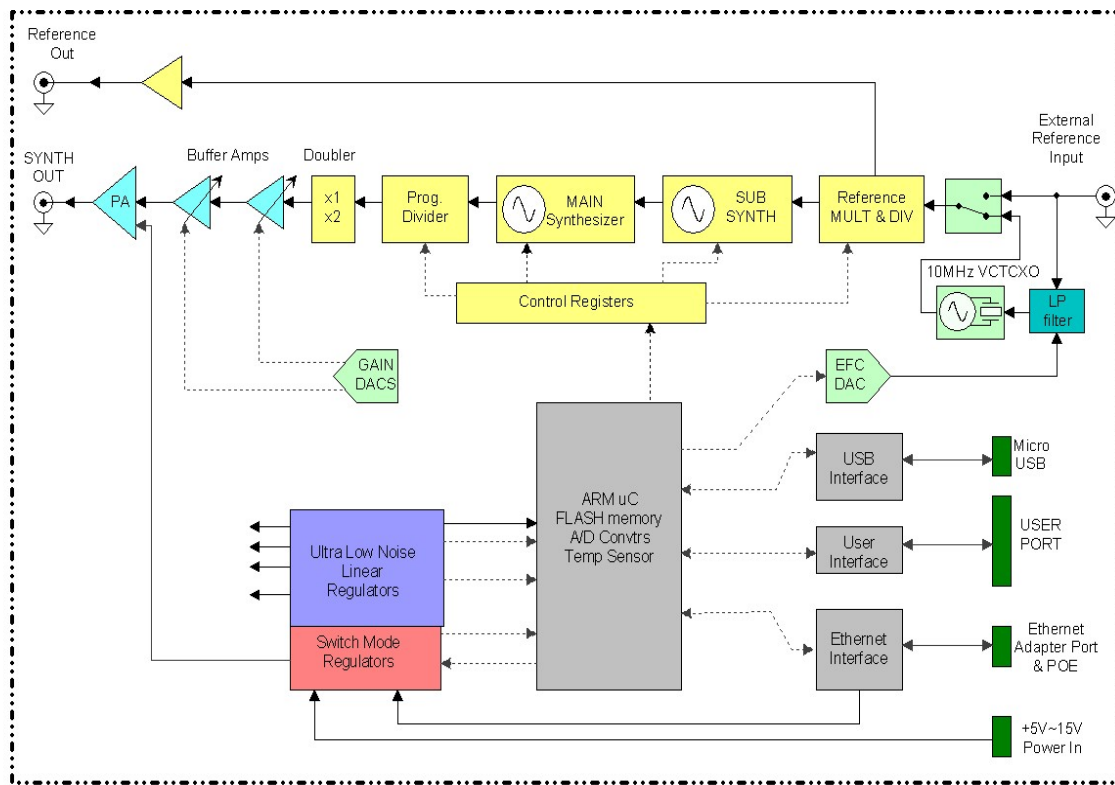 Reference
Out
External
Reference
Input
SYNTH
OUT
Buffer Amps
Doubler
PA
x1
x2
Prog.
Divider
MAIN
Synthesizer
SUB
SYNTH
Reference
MULT & DIV
10MHz VCTCXO
LP
filter
Control Registers
GAIN
DACS
EFC
DAC
ARM uC
FLASH memory
A/D Convtrs
Temp Sensor
USB
Interface
Micro
USB
User
Interface
USER
PORT
Ethernet
Interface
Ethernet
Adapter Port
& POE
Ultra Low Noise
Linear
Regulators
Switch Mode
Regulators
+5V~15V
Power In